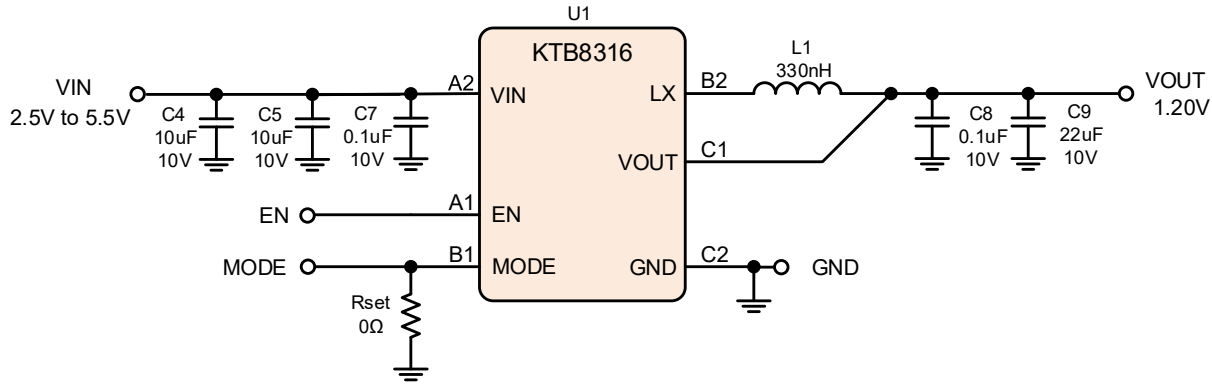 U1
KTB8316
VIN
2.5V to 5.5V
C4
10uF
10V
C5
10uF
10V
C7
0.1uF
10V
A2
VIN
LX
B2
L1
330nH
VOUT
1.20V
C8
0.1uF
10V
C9
22uF
10V
VOUT
C1
EN
A1
EN
MODE
B1
MODE
GND
C2
GND
Rset
0Ω